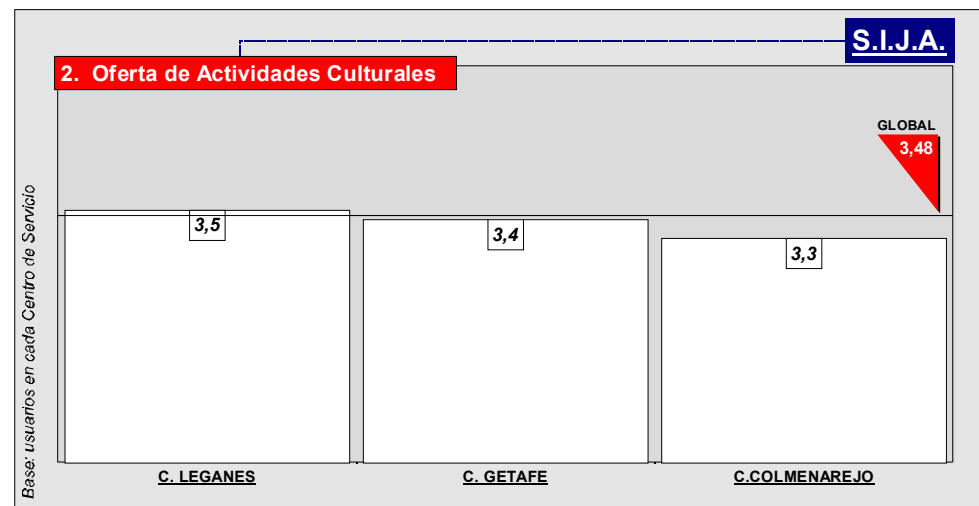 S.I.J.A.
2. Oferta de Actividades Culturales
GLOBAL
3,48
3,5
3,4
3,3
C. LEGANES
C. GETAFE
C.COLMENAREJO
Base: usuarios en cada Centro de Servicio